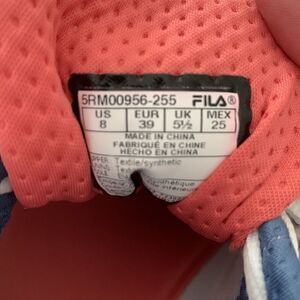 5RM00956-255 FILA®
US EUR UK MEX
8 39 5½ 25
MADE IN CHINA
FABRIQUÉ EN CHINE
HECHO EN CHINA
Textile/synthetic